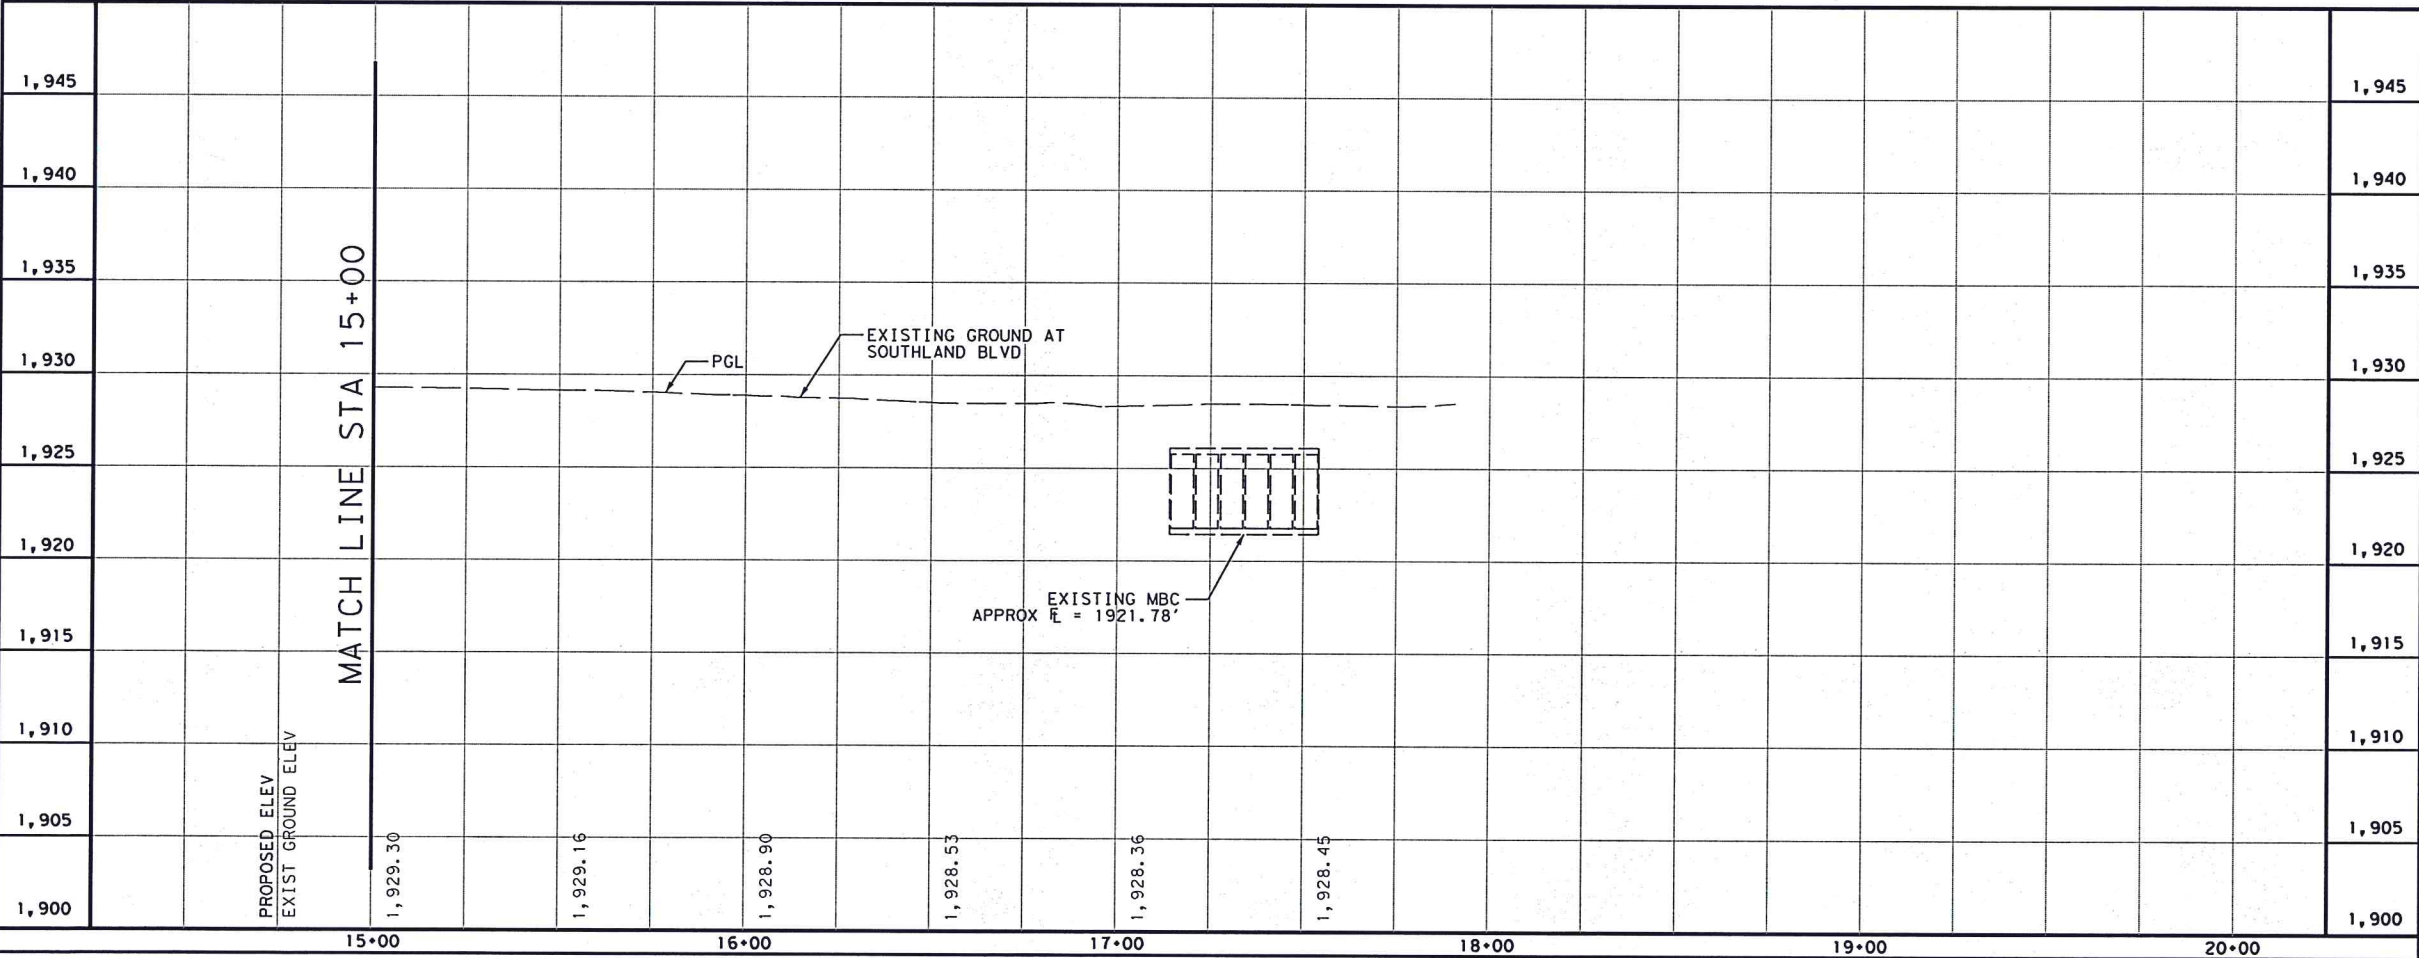 1,945
1,940
1,935
1,930
1,925
1,920
1,915
1,910
1,905
1,900
MATCH LINE STA 15+00
PGL
EXISTING GROUND AT
SOUTHLAND BLVD
EXISTING MBC
APPROX FL = 1921.78'
PROPOSED ELEV
EXIST GROUND ELEV
1,929.30
1,929.16
1,928.90
1,928.53
1,928.36
1,928.45
1,945
1,940
1,935
1,930
1,925
1,920
1,915
1,910
1,905
1,900
15+00 16+00 17+00 18+00 19+00 20+00